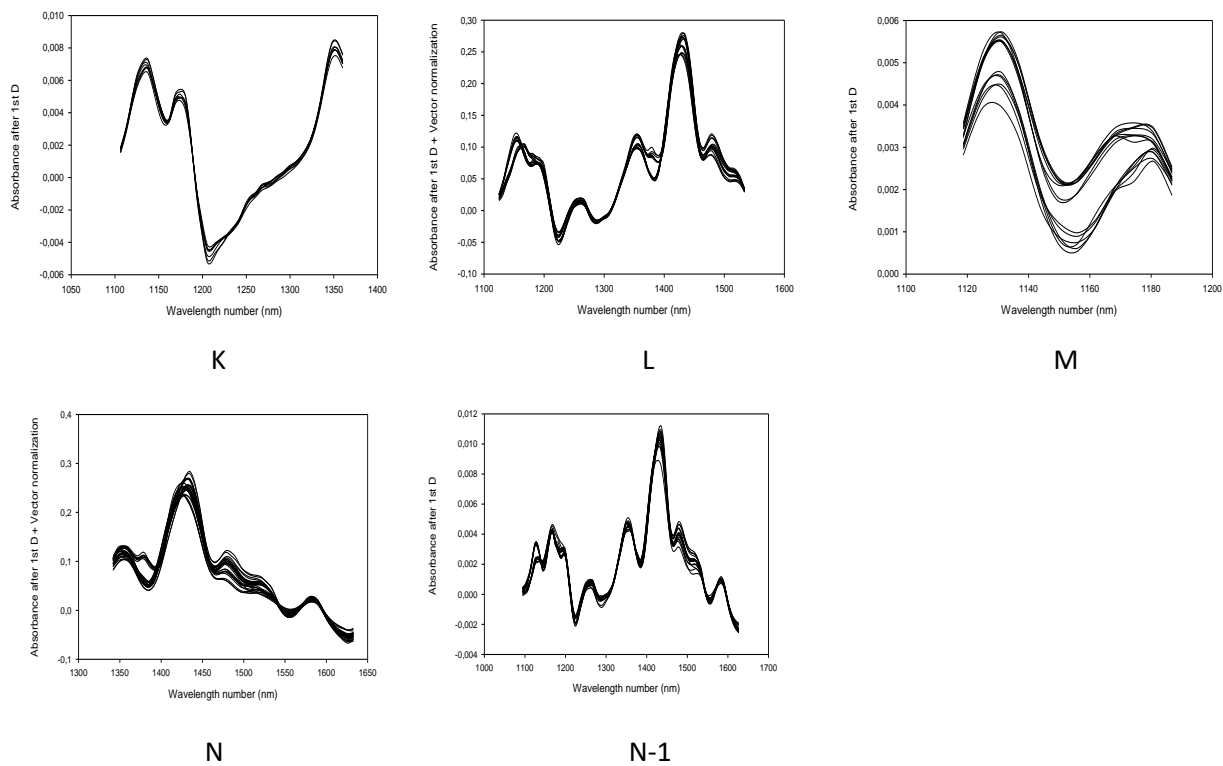 0,010
0,008
0,006
0,004
0,002
0,000
-0,002
-0,004
-0,006
1050 1100 1150 1200 1250 1300 1350 1400
Wavelength number (nm)
Absorbance after 1st D
K
0,30
0,25
0,20
0,15
0,10
0,05
0,00
-0,05
-0,10
1100 1200 1300 1400 1500 1600
Wavelength number (nm)
Absorbance after 1st D + Vector normalization
L
0,006
0,005
0,004
0,003
0,002
0,001
0,000
1100 1120 1140 1160 1180 1200
Wavelength number (nm)
Absorbance after 1st D
M
0,4
0,3
0,2
0,1
0,0
-0,1
1300 1350 1400 1450 1500 1550 1600 1650
Wavelength number (nm)
Absorbance after 1st D + Vector normalization
N
0,012
0,010
0,008
0,006
0,004
0,002
0,000
-0,002
-0,004
1000 1100 1200 1300 1400 1500 1600 1700
Wavelength number (nm)
Absorbance after 1st D
N-1